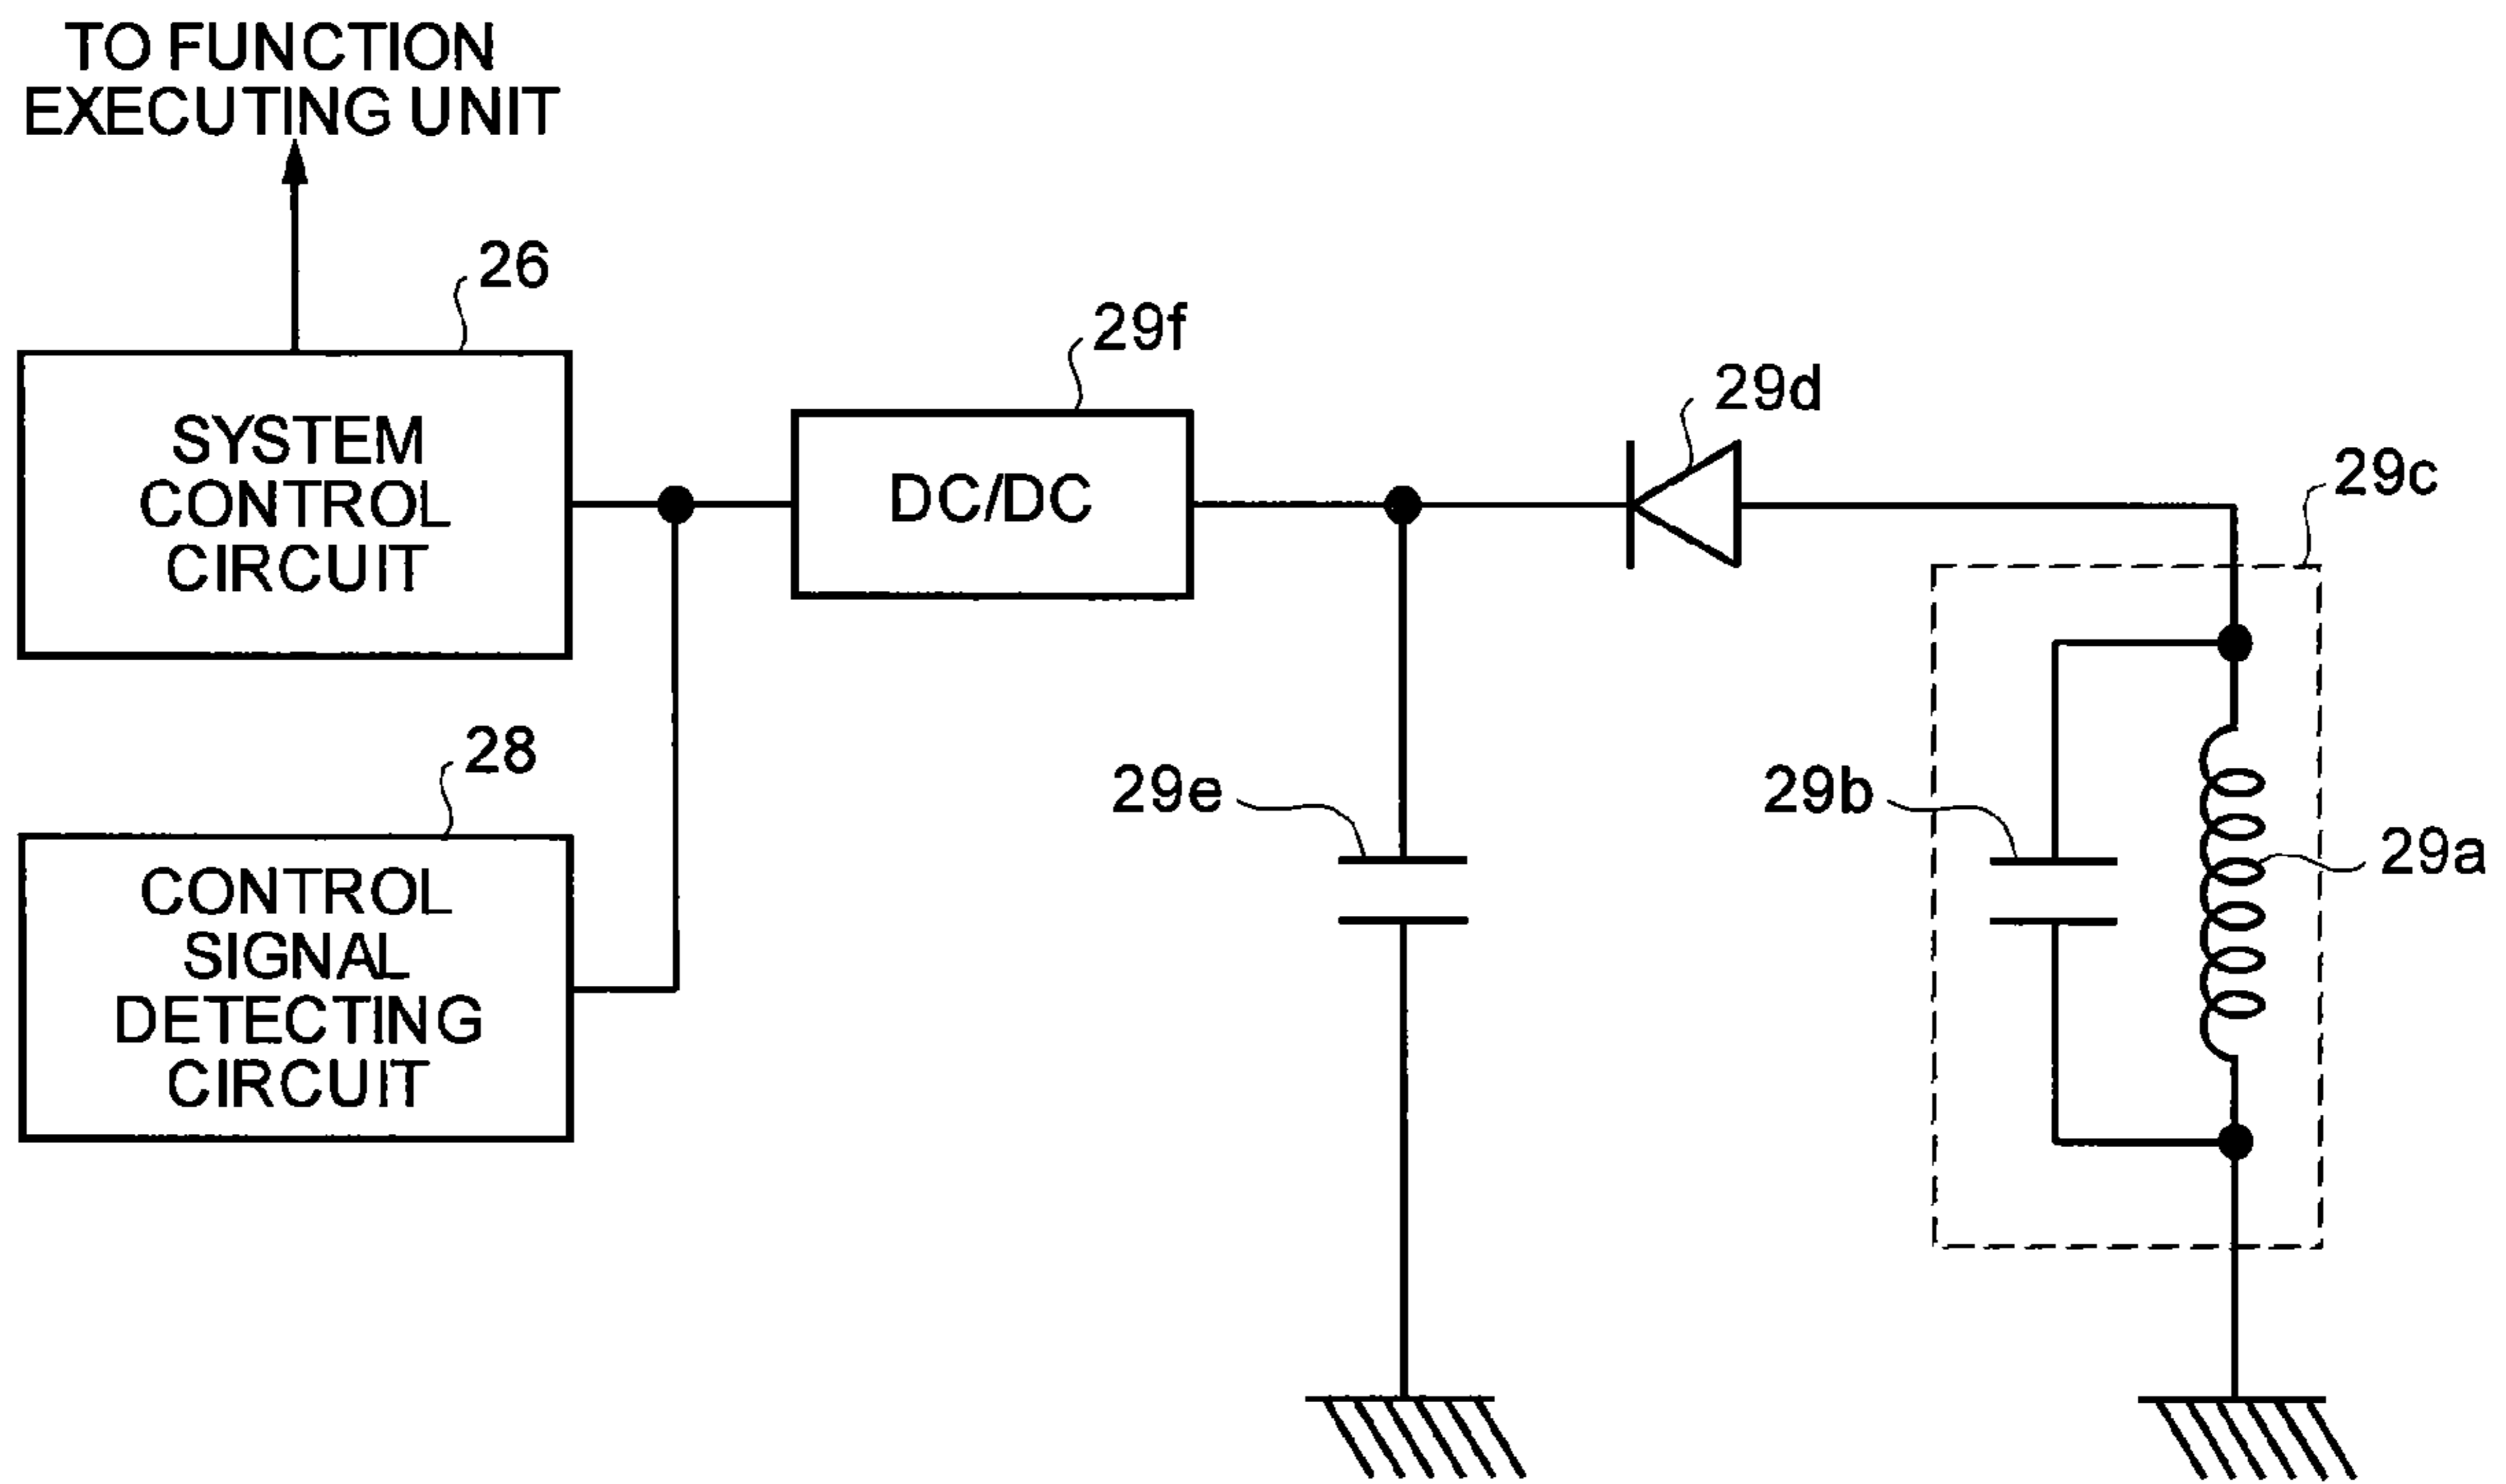 TO FUNCTION
EXECUTING UNIT
26
SYSTEM
CONTROL
CIRCUIT
29f
DC/DC
29d
29c
28
CONTROL
SIGNAL
DETECTING
CIRCUIT
29e
29b
29a